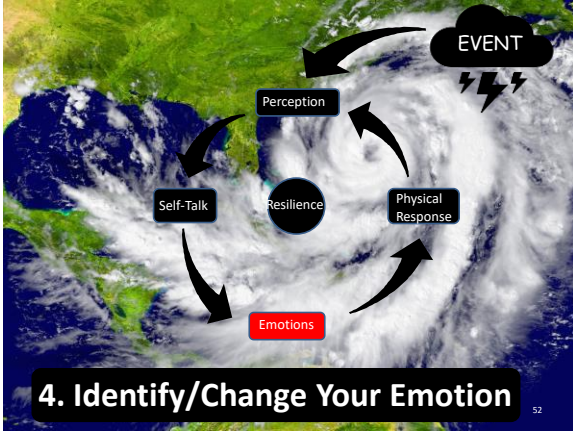 EVENT
Perception
Self-Talk
Resilience
Physical
Response
Emotions
4. Identify/Change Your Emotion
52